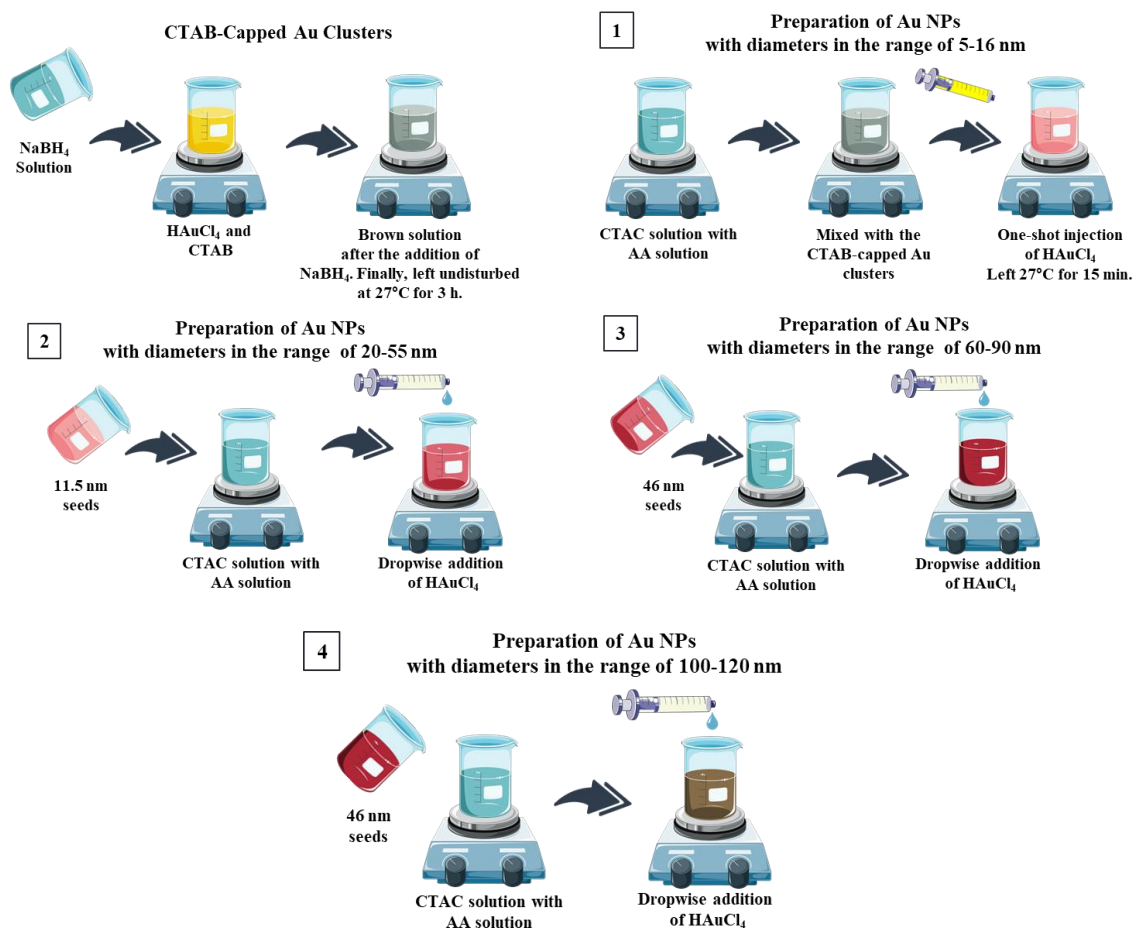 CTAB-Capped Au Clusters
NaBH₄
Solution
HAuCl₄ and
CTAB
Brown solution
after the addition of
NaBH₄. Finally, left undisturbed
at 27°C for 3 h.
1
Preparation of Au NPs
with diameters in the range of 5-16 nm
CTAC solution with
AA solution
Mixed with the
CTAB-capped Au
clusters
One-shot injection
of HAuCl₄
Left 27°C for 15 min.
2
Preparation of Au NPs
with diameters in the range of 20-55 nm
11.5 nm
seeds
CTAC solution with
AA solution
Dropwise addition
of HAuCl₄
3
Preparation of Au NPs
with diameters in the range of 60-90 nm
46 nm
seeds
CTAC solution with
AA solution
Dropwise addition
of HAuCl₄
4
Preparation of Au NPs
with diameters in the range of 100-120 nm
46 nm
seeds
CTAC solution with
AA solution
Dropwise addition
of HAuCl₄